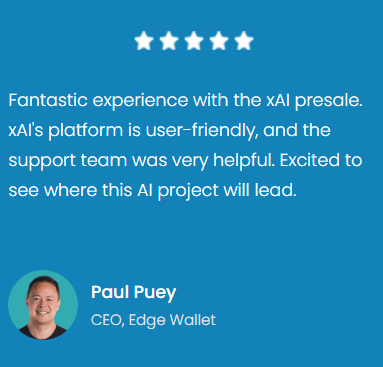 Fantastic experience with the xAI presale.
xAI's platform is user-friendly, and the
support team was very helpful. Excited to
see where this AI project will lead.
Paul Puey
CEO, Edge Wallet